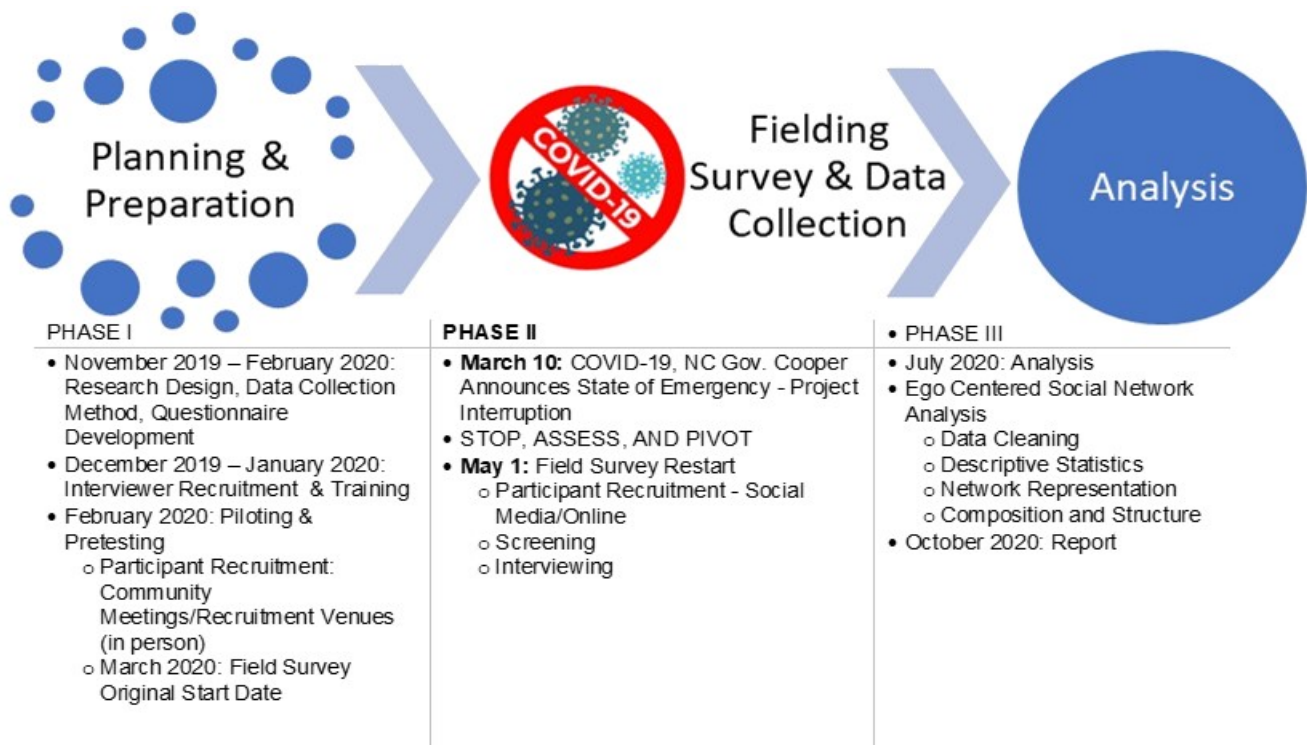 Planning &
Preparation
COVID-19
Fielding
Survey & Data
Collection
Analysis
PHASE I
• November 2019 – February 2020:
Research Design, Data Collection
Method, Questionnaire
Development
• December 2019 – January 2020:
Interviewer Recruitment & Training
• February 2020: Piloting &
Pretesting
o Participant Recruitment:
Community
Meetings/Recruitment Venues
(in person)
o March 2020: Field Survey
Original Start Date
PHASE II
• March 10: COVID-19, NC Gov. Cooper
Announces State of Emergency - Project
Interruption
• STOP, ASSESS, AND PIVOT
• May 1: Field Survey Restart
o Participant Recruitment - Social
Media/Online
o Screening
o Interviewing
• PHASE III
• July 2020: Analysis
• Ego Centered Social Network
Analysis
o Data Cleaning
o Descriptive Statistics
o Network Representation
o Composition and Structure
• October 2020: Report